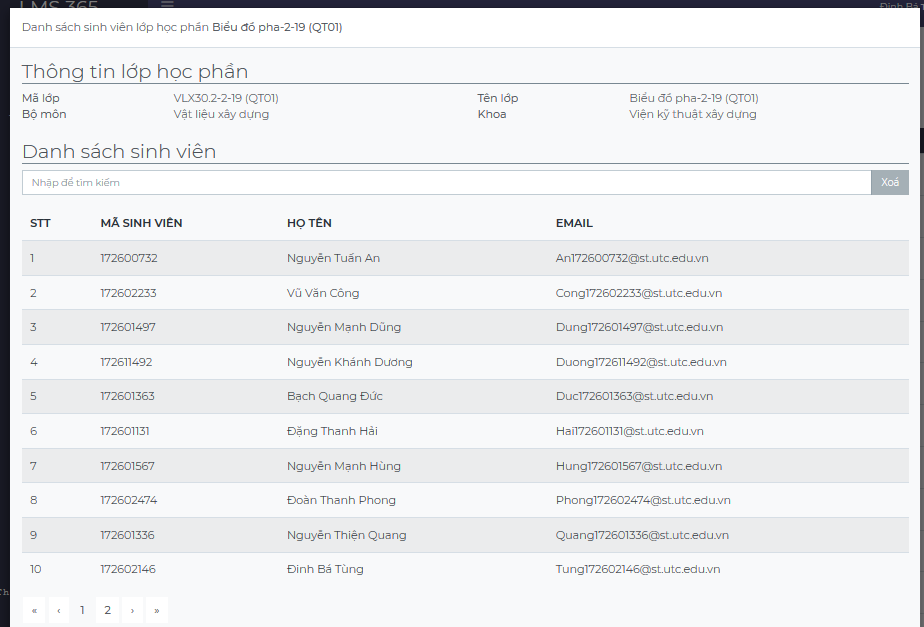 LMS 365
Danh sách sinh viên lớp học phần Biểu đồ pha-2-19 (QT01)
Thông tin lớp học phần
Mã lớp VLX30.2-2-19 (QT01) Tên lớp Biểu đồ pha-2-19 (QT01)
Bộ môn Vật liệu xây dựng Khoa Viện kỹ thuật xây dựng
Danh sách sinh viên
Nhập để tìm kiếm Xoá
STT MÃ SINH VIÊN HỌ TÊN EMAIL
1 172600732 Nguyễn Tuấn An An172600732@st.utc.edu.vn
2 172602233 Vũ Văn Công Cong172602233@st.utc.edu.vn
3 172601497 Nguyễn Mạnh Dũng Dung172601497@st.utc.edu.vn
4 172611492 Nguyễn Khánh Dương Duong172611492@st.utc.edu.vn
5 172601363 Bạch Quang Đức Duc172601363@st.utc.edu.vn
6 172601131 Đặng Thanh Hải Hai172601131@st.utc.edu.vn
7 172601567 Nguyễn Mạnh Hùng Hung172601567@st.utc.edu.vn
8 172602474 Đoàn Thanh Phong Phong172602474@st.utc.edu.vn
9 172601336 Nguyễn Thiện Quang Quang172601336@st.utc.edu.vn
10 172602146 Đinh Bá Tùng Tung172602146@st.utc.edu.vn
« ‹ 1 2 › »